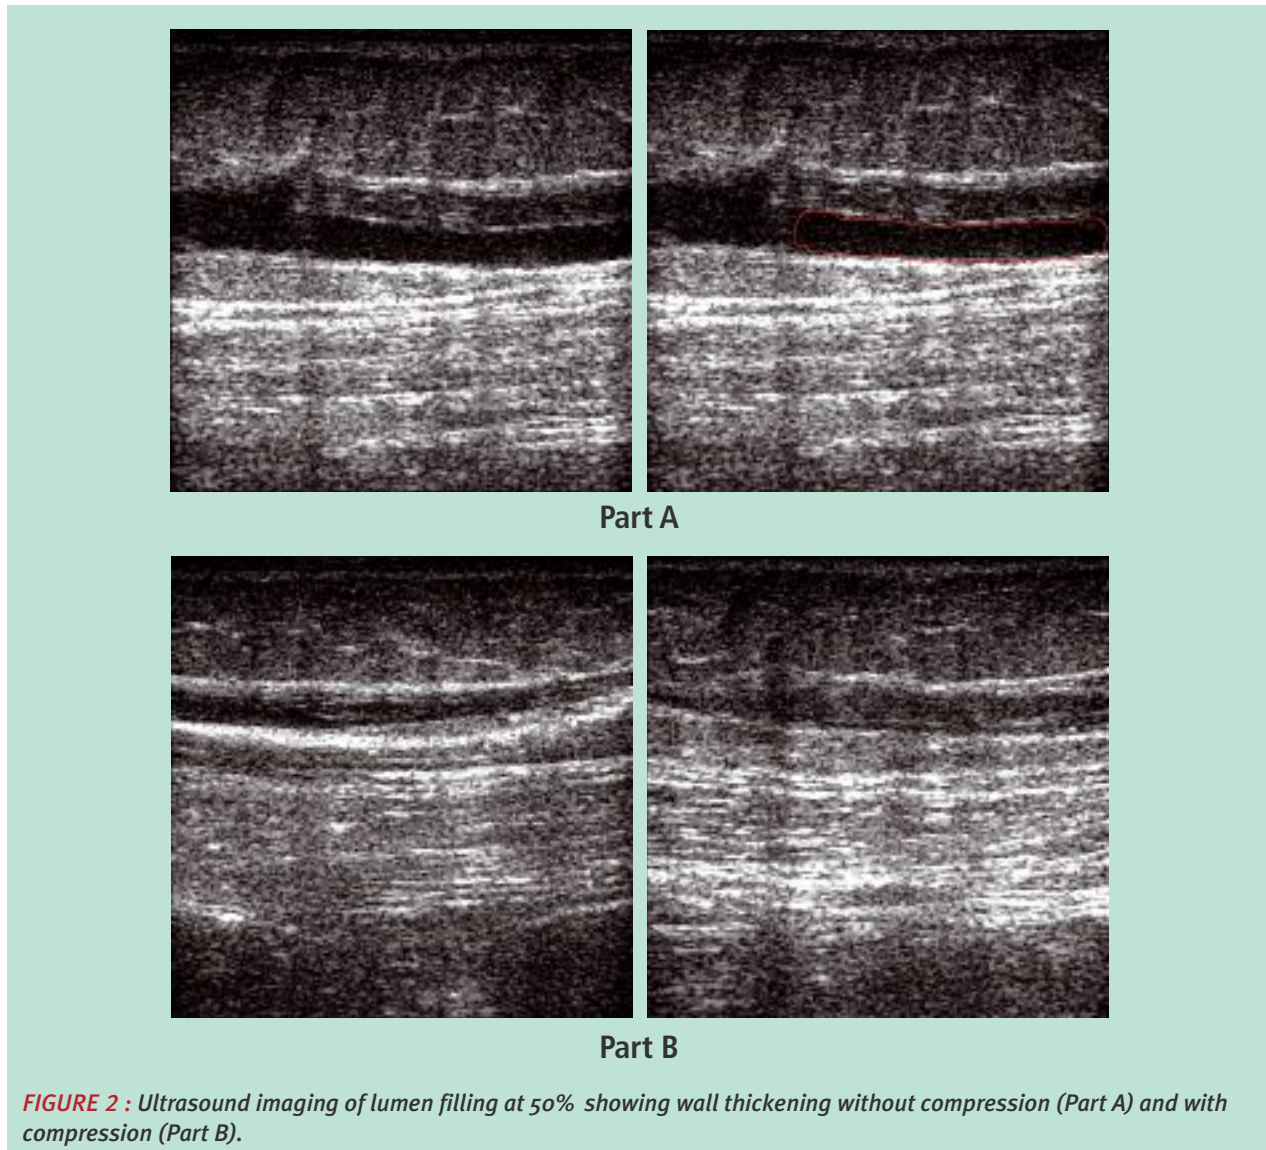 Part A
Part B
FIGURE 2 : Ultrasound imaging of lumen filling at 50% showing wall thickening without compression (Part A) and with
compression (Part B).